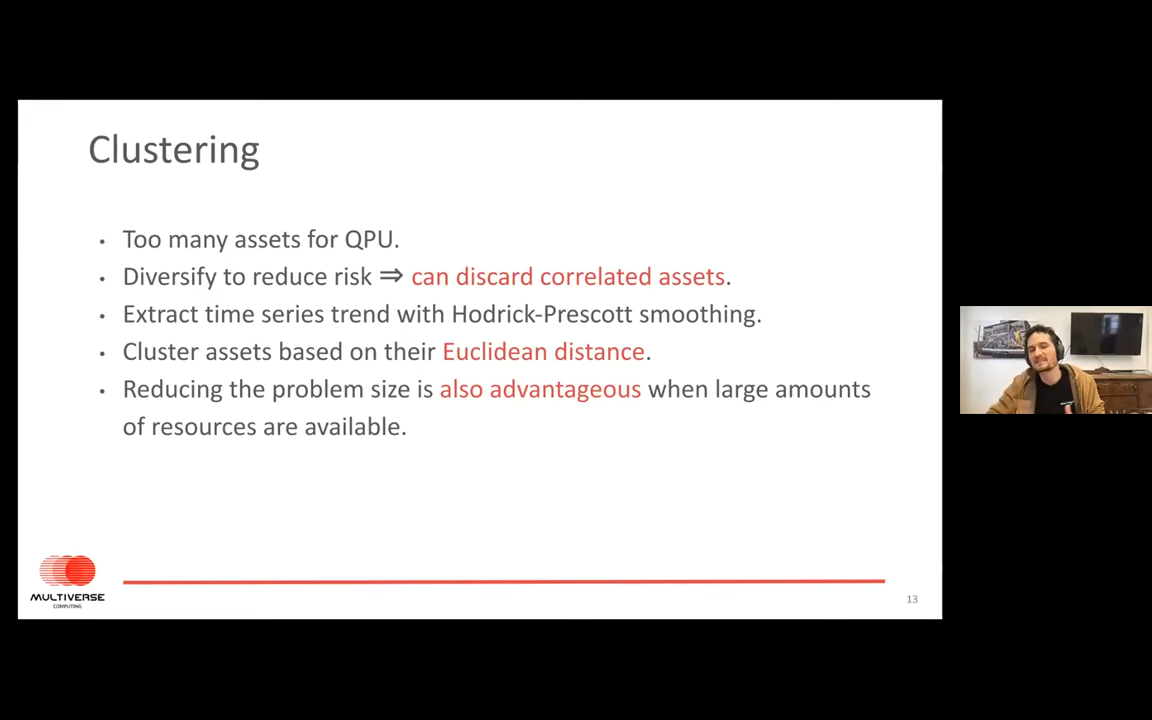 Clustering
• Too many assets for QPU.
• Diversify to reduce risk ⇒ can discard correlated assets.
• Extract time series trend with Hodrick-Prescott smoothing.
• Cluster assets based on their Euclidean distance.
• Reducing the problem size is also advantageous when large amounts
of resources are available.
MULTIVERSE
COMPUTING
13